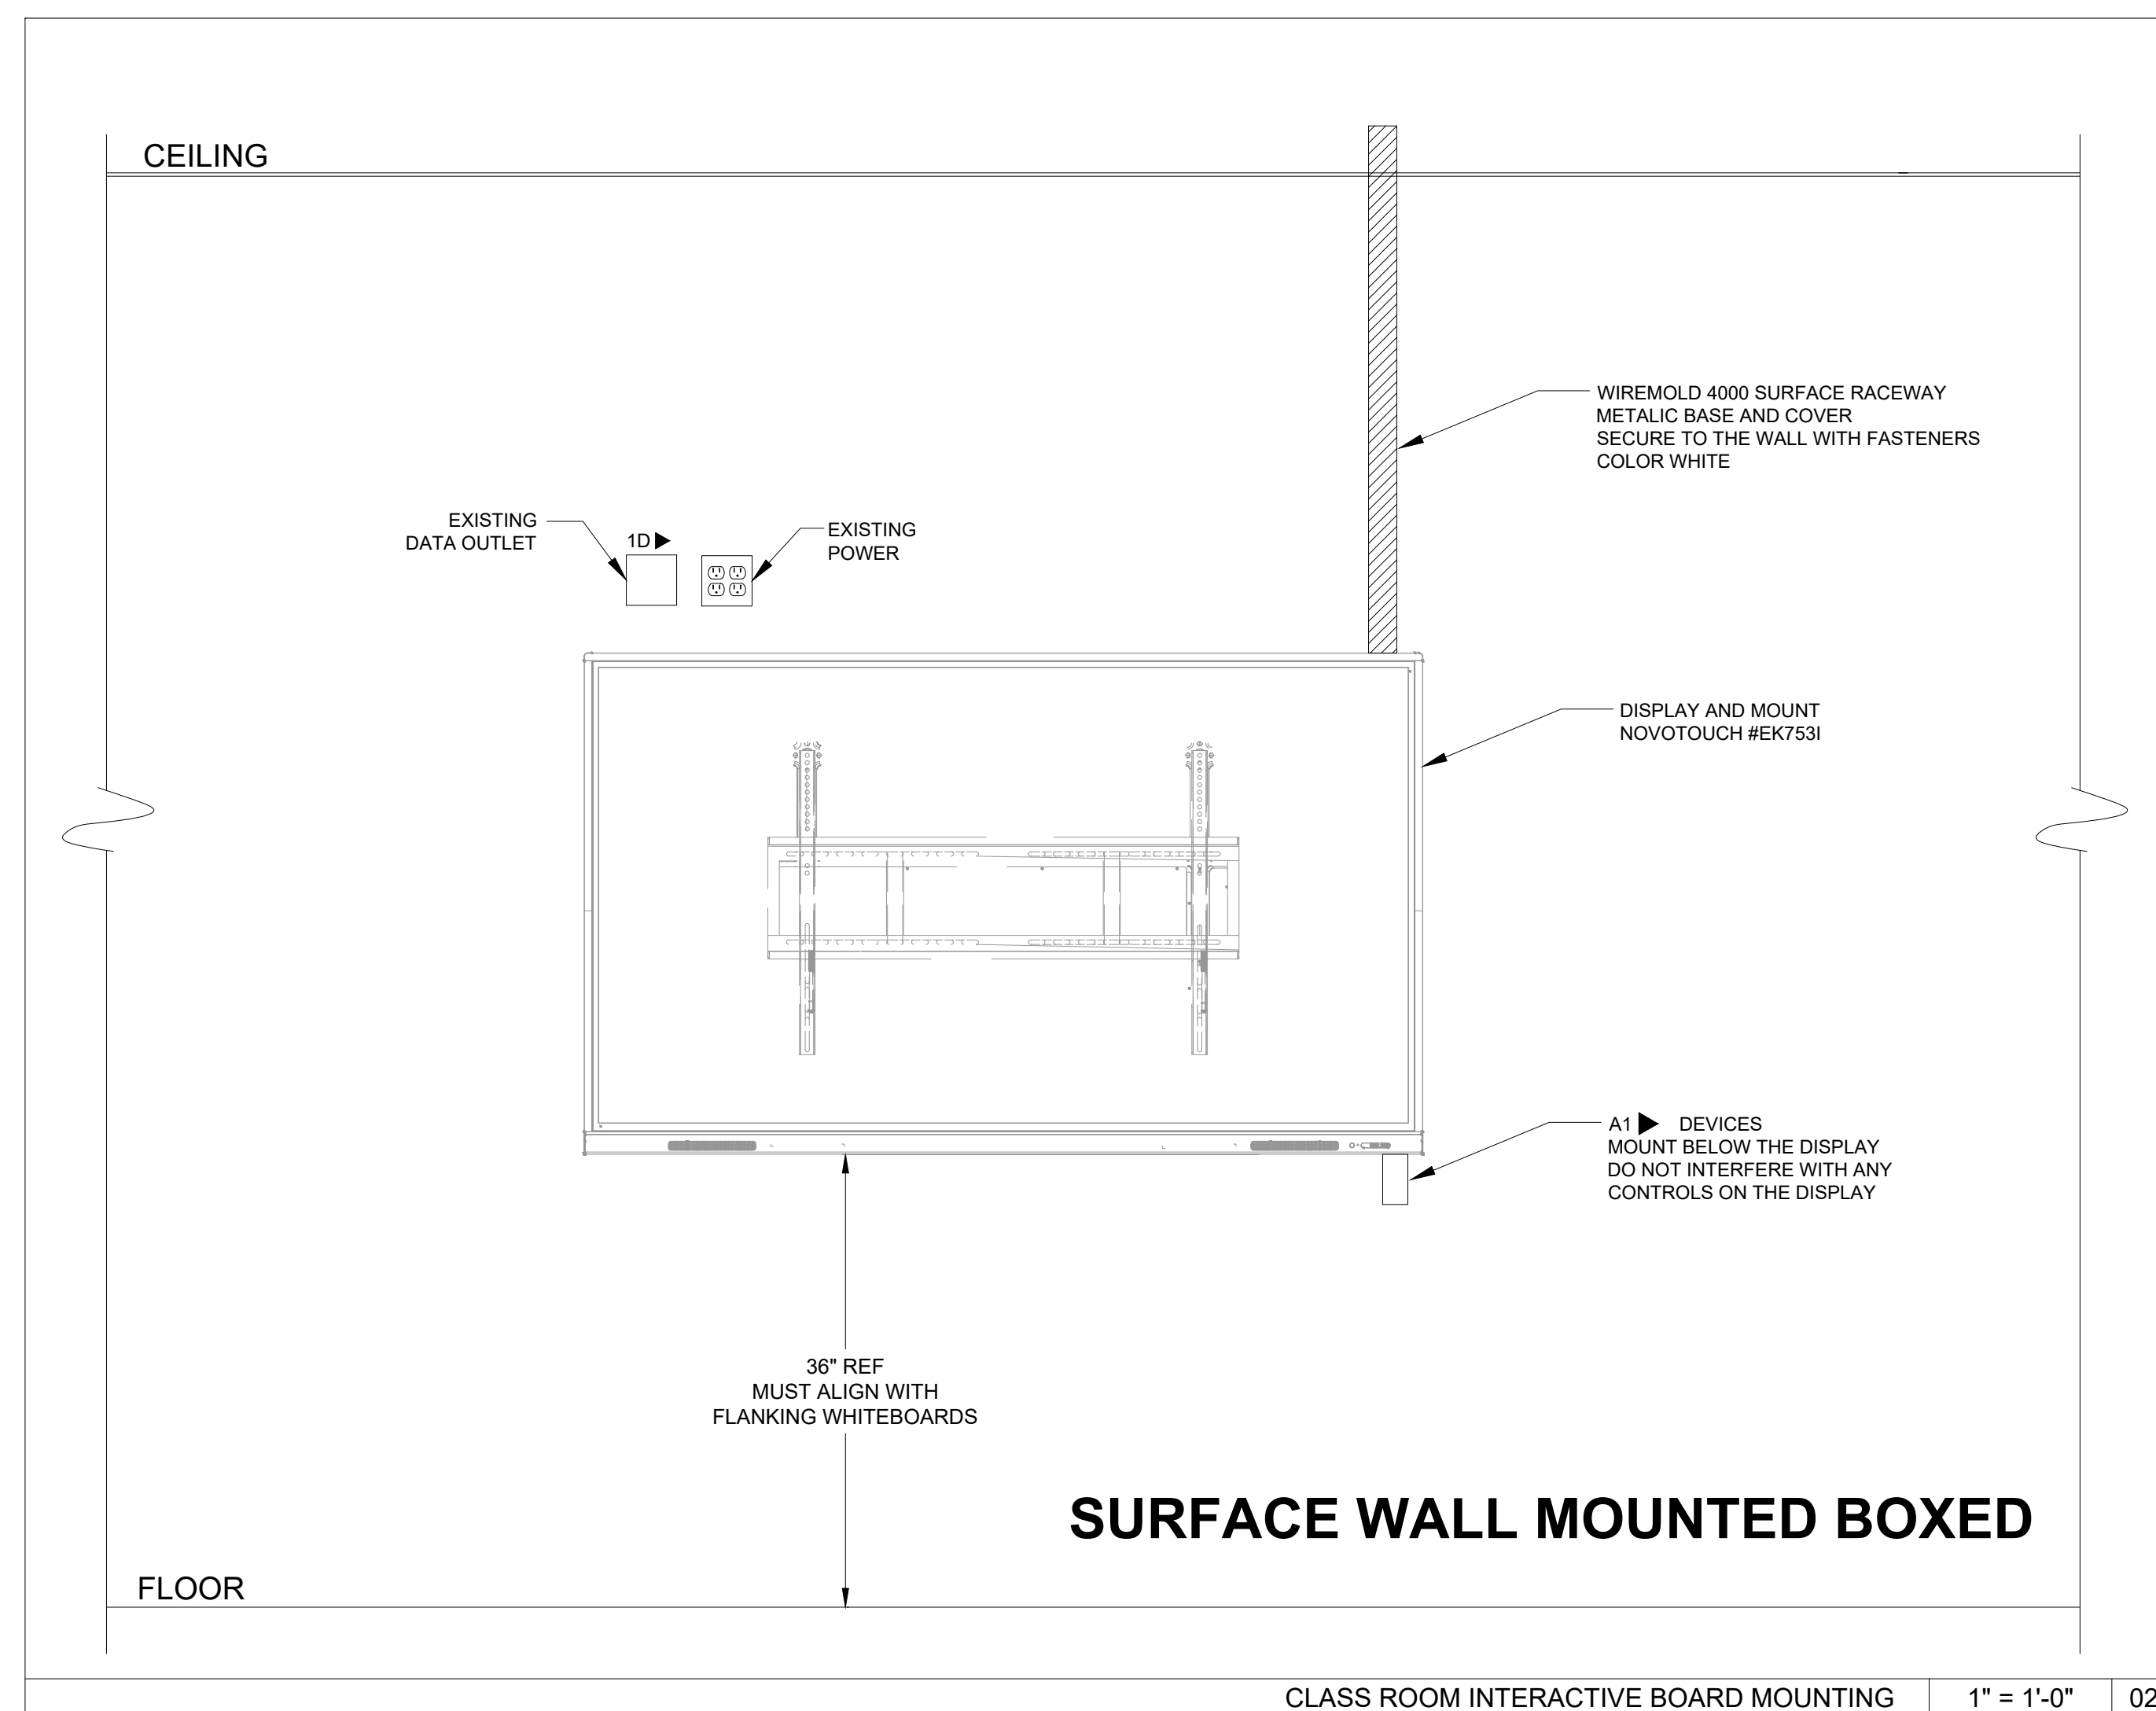 CEILING
WIREMOLD 4000 SURFACE RACEWAY
METALIC BASE AND COVER
SECURE TO THE WALL WITH FASTENERS
COLOR WHITE
EXISTING
DATA OUTLET
1D
EXISTING
POWER
DISPLAY AND MOUNT
NOVOTOUCH #EK753I
A1 DEVICES
MOUNT BELOW THE DISPLAY
DO NOT INTERFERE WITH ANY
CONTROLS ON THE DISPLAY
36" REF
MUST ALIGN WITH
FLANKING WHITEBOARDS
SURFACE WALL MOUNTED BOXED
FLOOR
CLASS ROOM INTERACTIVE BOARD MOUNTING
1" = 1'-0"
02